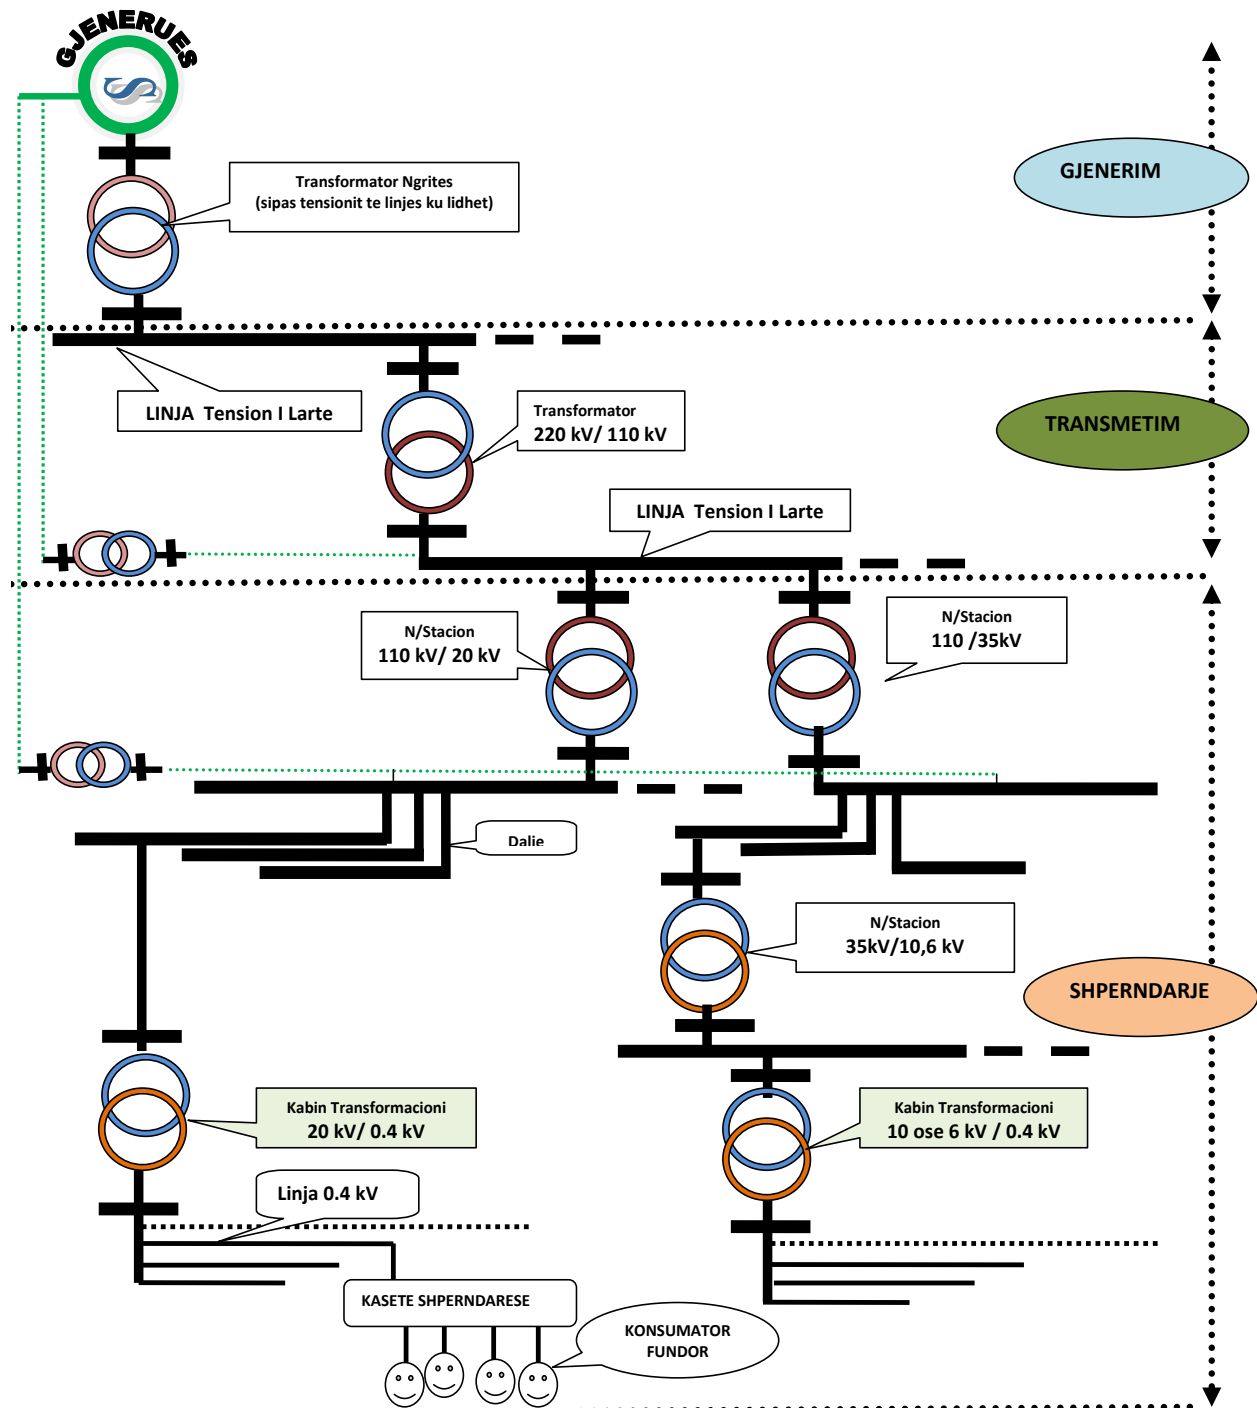 GJENERUES
Transformator Ngrites
(sipas tensionit te linjes ku lidhet)
GJENERIM
LINJA Tension I Larte
Transformator
220 kV/ 110 kV
TRANSMETIM
LINJA Tension I Larte
N/Stacion
110 kV/ 20 kV
N/Stacion
110 /35kV
Dalie
N/Stacion
35kV/10,6 kV
SHPERNDARJE
Kabin Transformacioni
20 kV/ 0.4 kV
Kabin Transformacioni
10 ose 6 kV / 0.4 kV
Linja 0.4 kV
KASETE SHPERNDARESE
KONSUMATOR
FUNDOR